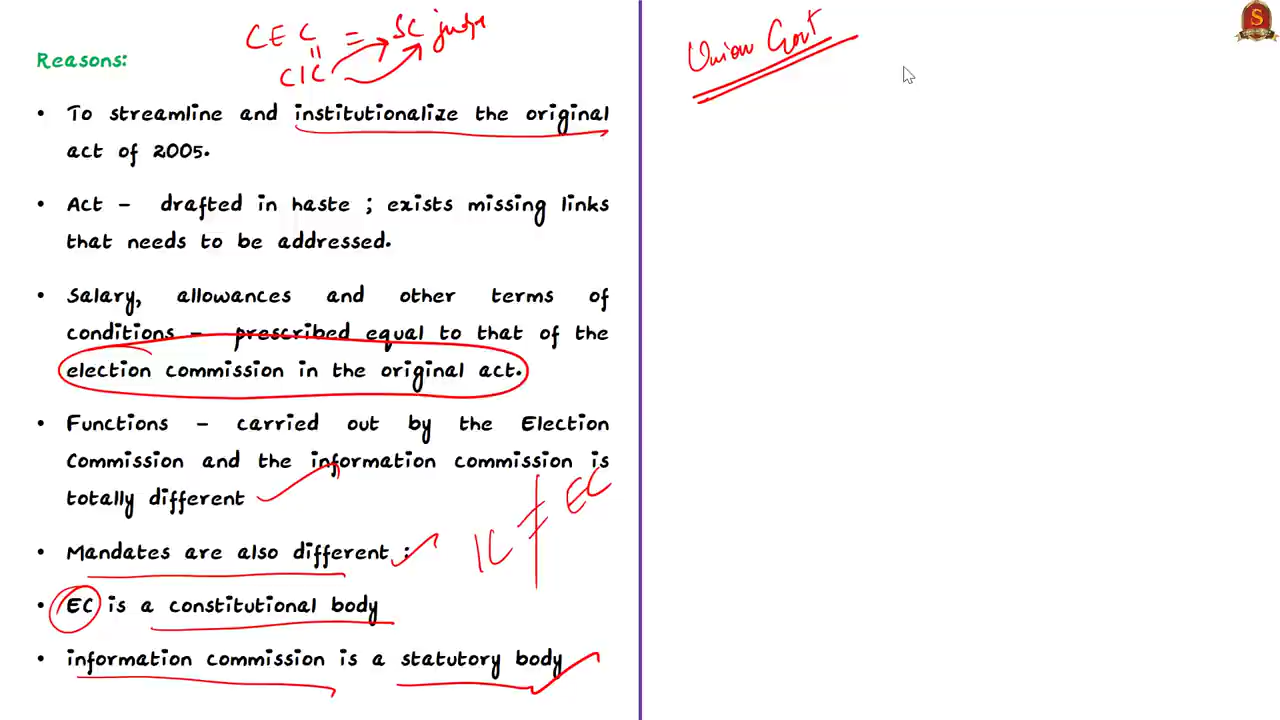 CEC = SC judge
||
CIC
Reasons:
• To streamline and institutionalize the original
act of 2005.
• Act - drafted in haste ; exists missing links
that needs to be addressed.
• Salary, allowances and other terms of
conditions - prescribed equal to that of the
election commission in the original act.
• Functions - carried out by the Election
Commission and the information commission is
totally different
• Mandates are also different ;
IC ≠ EC
• EC is a constitutional body
• information commission is a statutory body
Union Govt
S